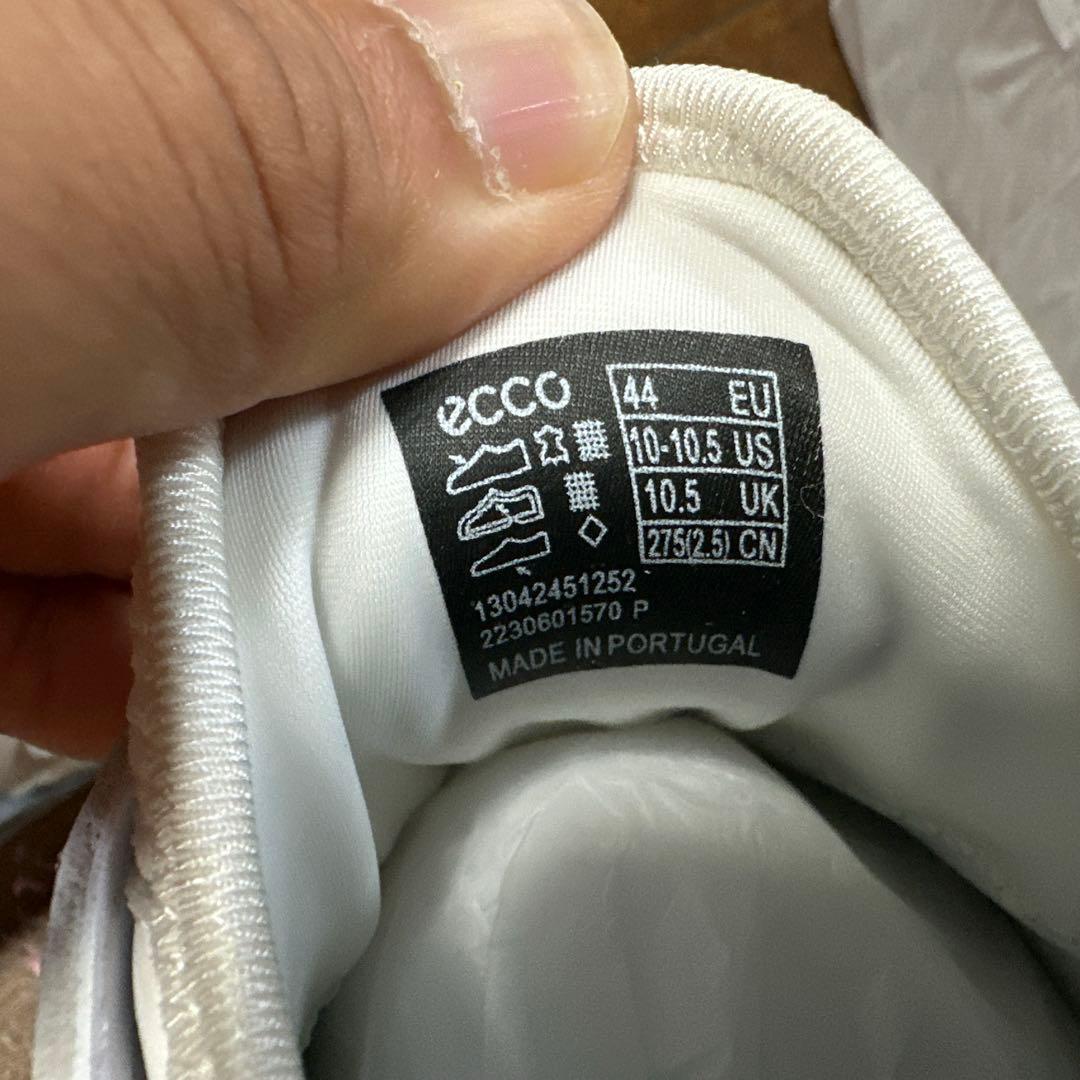 ecco
44 EU
10-10.5 US
10.5 UK
275(2.5) CN
13042451252
2230601570 P
MADE IN PORTUGAL